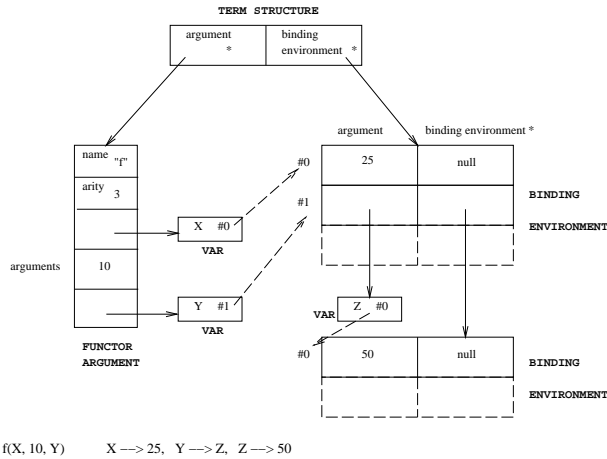 TERM STRUCTURE
argument
*
binding
environment *
argument
binding environment *
name "f"
arity 3
arguments
10
FUNCTOR
ARGUMENT
X #0
VAR
Y #1
VAR
#0
25
null
#1
BINDING
ENVIRONMENT
VAR
Z #0
#0
50
null
BINDING
ENVIRONMENT
f(X, 10, Y) X −−> 25, Y −−> Z, Z −−> 50